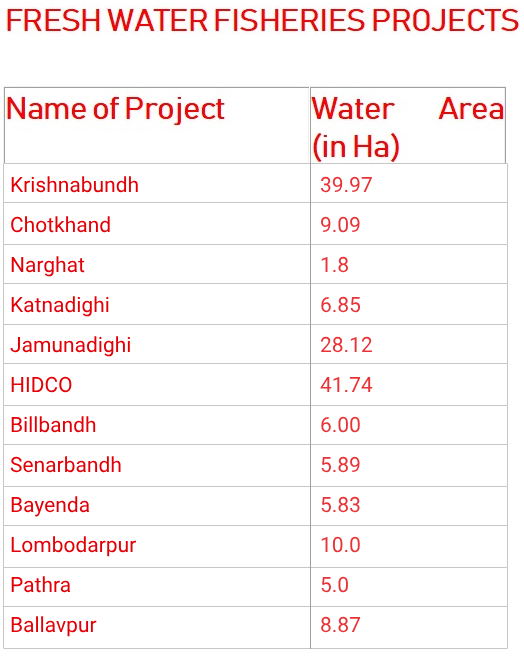 FRESH WATER FISHERIES PROJECTS
Name of Project Water Area
(in Ha)
Krishnabundh 39.97
Chotkhand 9.09
Narghat 1.8
Katnadighi 6.85
Jamunadighi 28.12
HIDCO 41.74
Billbandh 6.00
Senarbandh 5.89
Bayenda 5.83
Lombodarpur 10.0
Pathra 5.0
Ballavpur 8.87